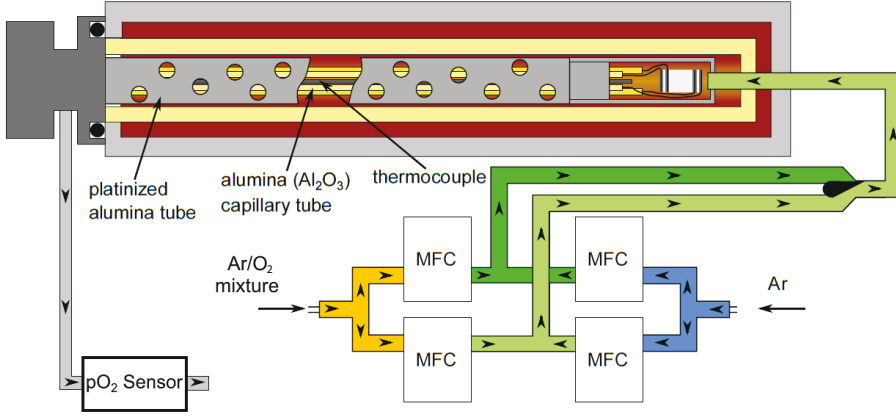 platinized
alumina tube
alumina (Al₂O₃)
capillary tube
thermocouple
Ar/O₂
mixture
MFC
MFC
Ar
MFC
MFC
pO₂ Sensor